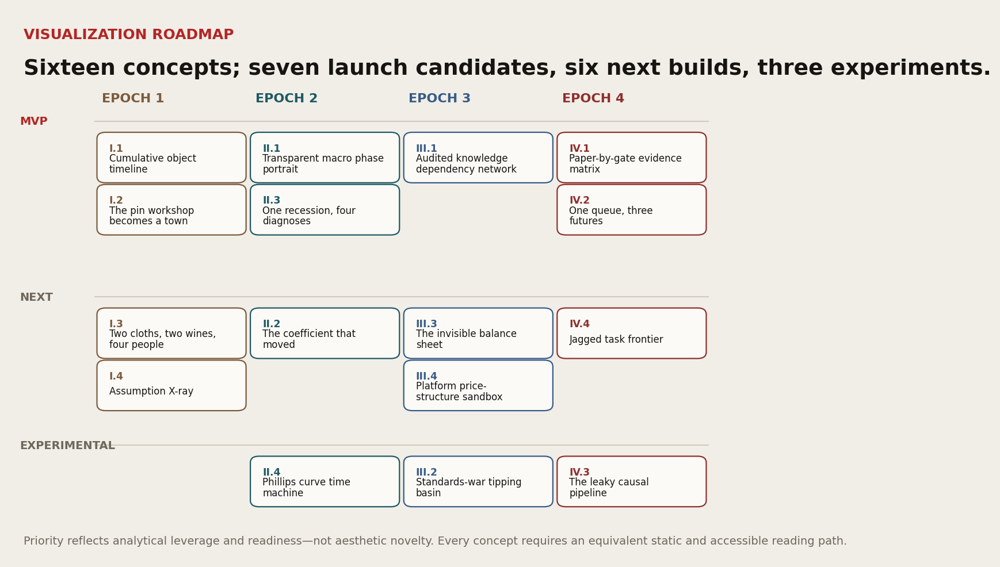 VISUALIZATION ROADMAP
Sixteen concepts; seven launch candidates, six next builds, three experiments.
EPOCH 1
EPOCH 2
EPOCH 3
EPOCH 4
MVP
I.1
Cumulative object
timeline
II.1
Transparent macro phase
portrait
III.1
Audited knowledge
dependency network
IV.1
Paper-by-gate evidence
matrix
I.2
The pin workshop
becomes a town
II.3
One recession, four
diagnoses
IV.2
One queue, three
futures
NEXT
I.3
Two cloths, two wines,
four people
II.2
The coefficient that
moved
III.3
The invisible balance
sheet
IV.4
Jagged task frontier
I.4
Assumption X-ray
III.4
Platform price-
structure sandbox
EXPERIMENTAL
II.4
Phillips curve time
machine
III.2
Standards-war tipping
basin
IV.3
The leaky causal
pipeline
Priority reflects analytical leverage and readiness—not aesthetic novelty. Every concept requires an equivalent static and accessible reading path.